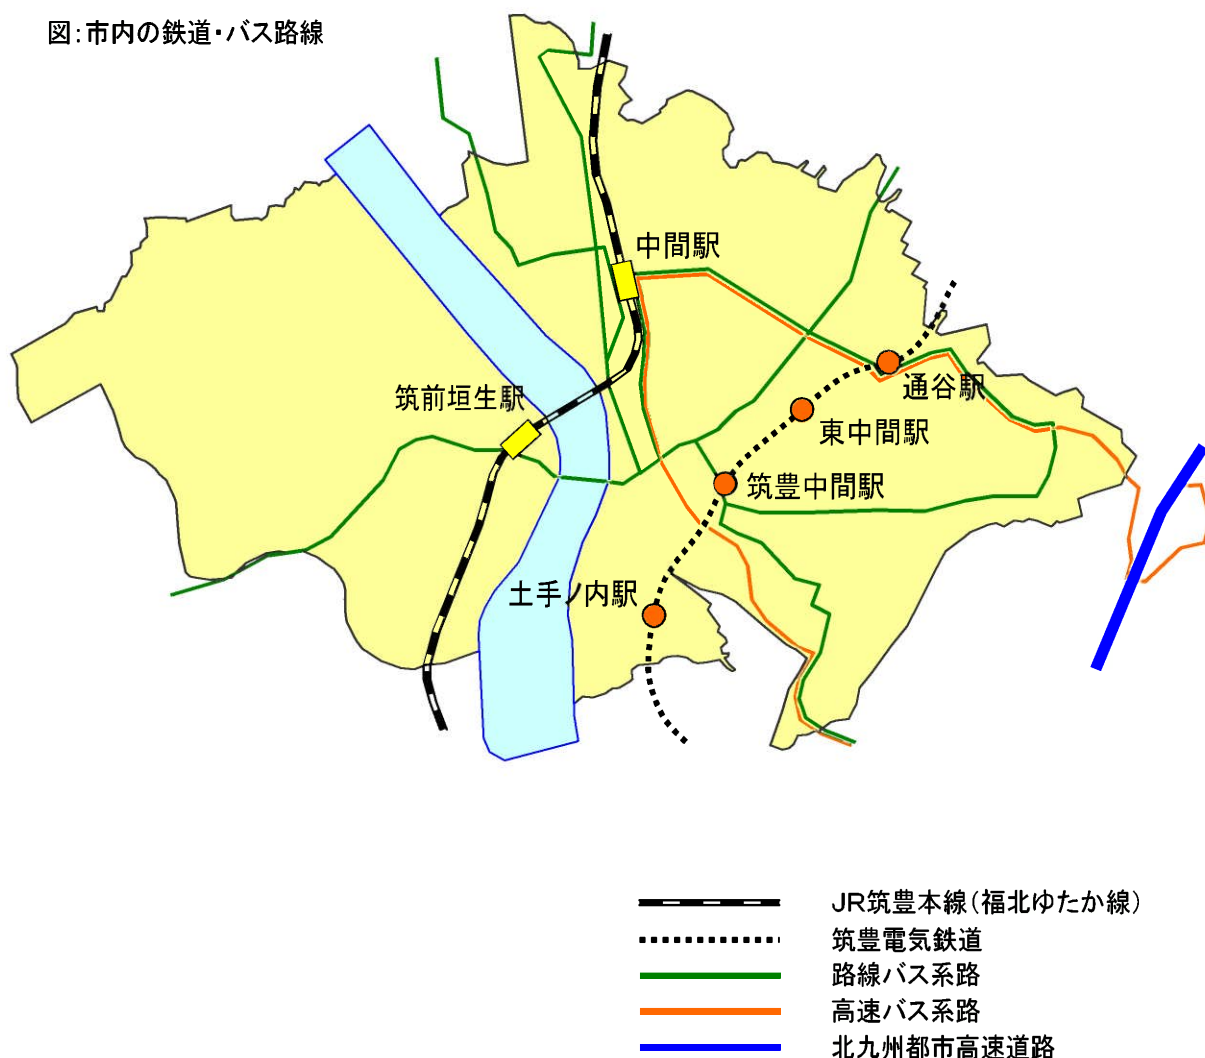 図：市内の鉄道・バス路線
中間駅
通谷駅
筑前垣生駅
東中間駅
筑豊中間駅
土手ノ内駅
JR筑豊本線（福北ゆたか線）
筑豊電気鉄道
路線バス系路
高速バス系路
北九州都市高速道路